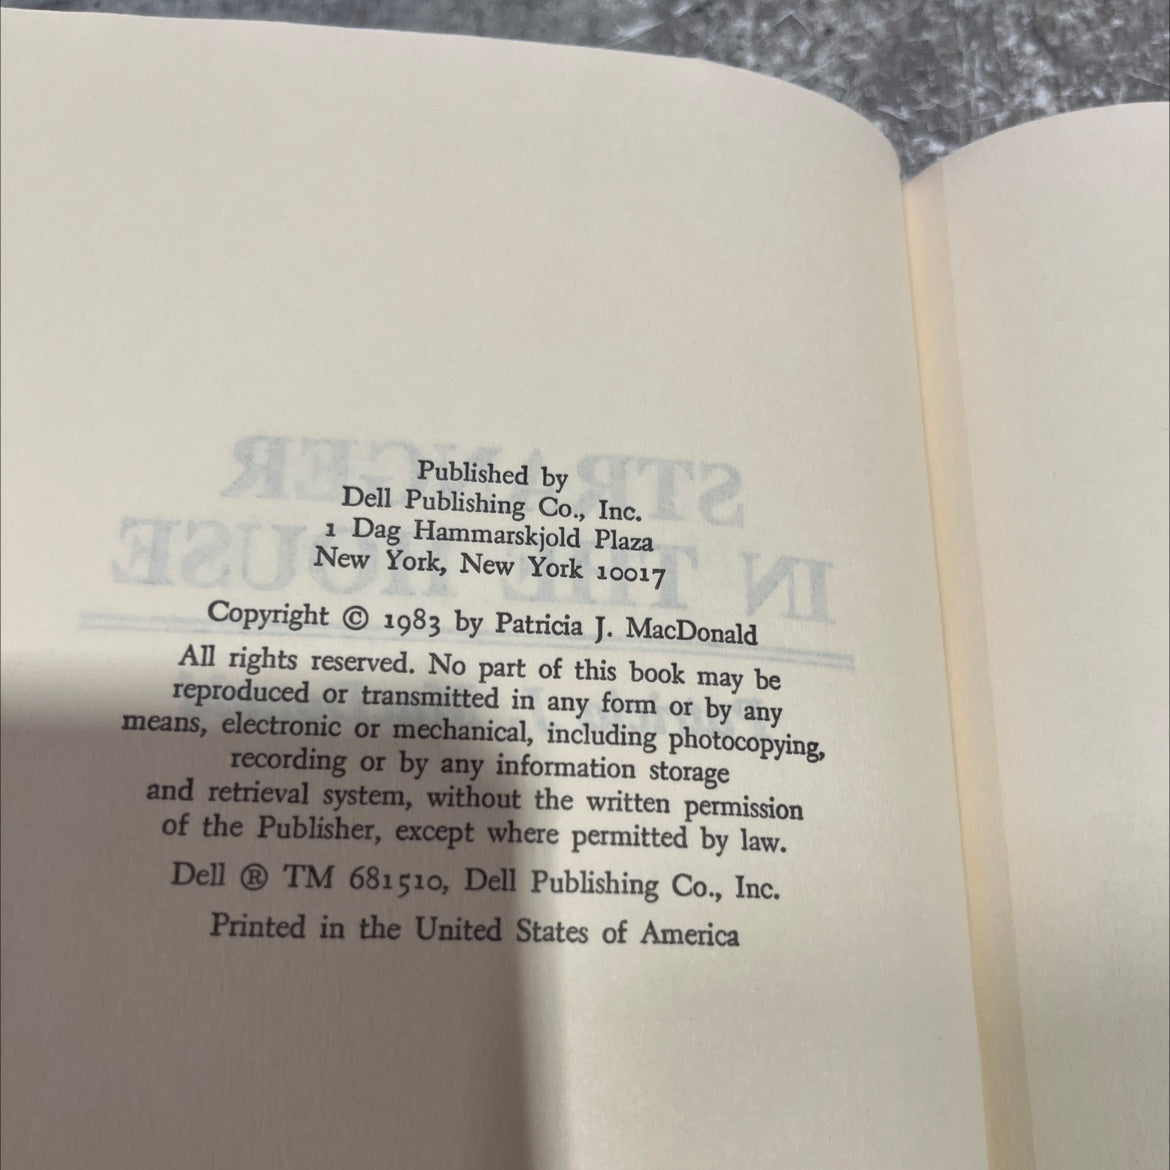 Published by
Dell Publishing Co., Inc.
1 Dag Hammarskjold Plaza
New York, New York 10017
Copyright © 1983 by Patricia J. MacDonald
All rights reserved. No part of this book may be
reproduced or transmitted in any form or by any
means, electronic or mechanical, including photocopying,
recording or by any information storage
and retrieval system, without the written permission
of the Publisher, except where permitted by law.
Dell ® TM 681510, Dell Publishing Co., Inc.
Printed in the United States of America
STRANGER
IN THE HOUSE